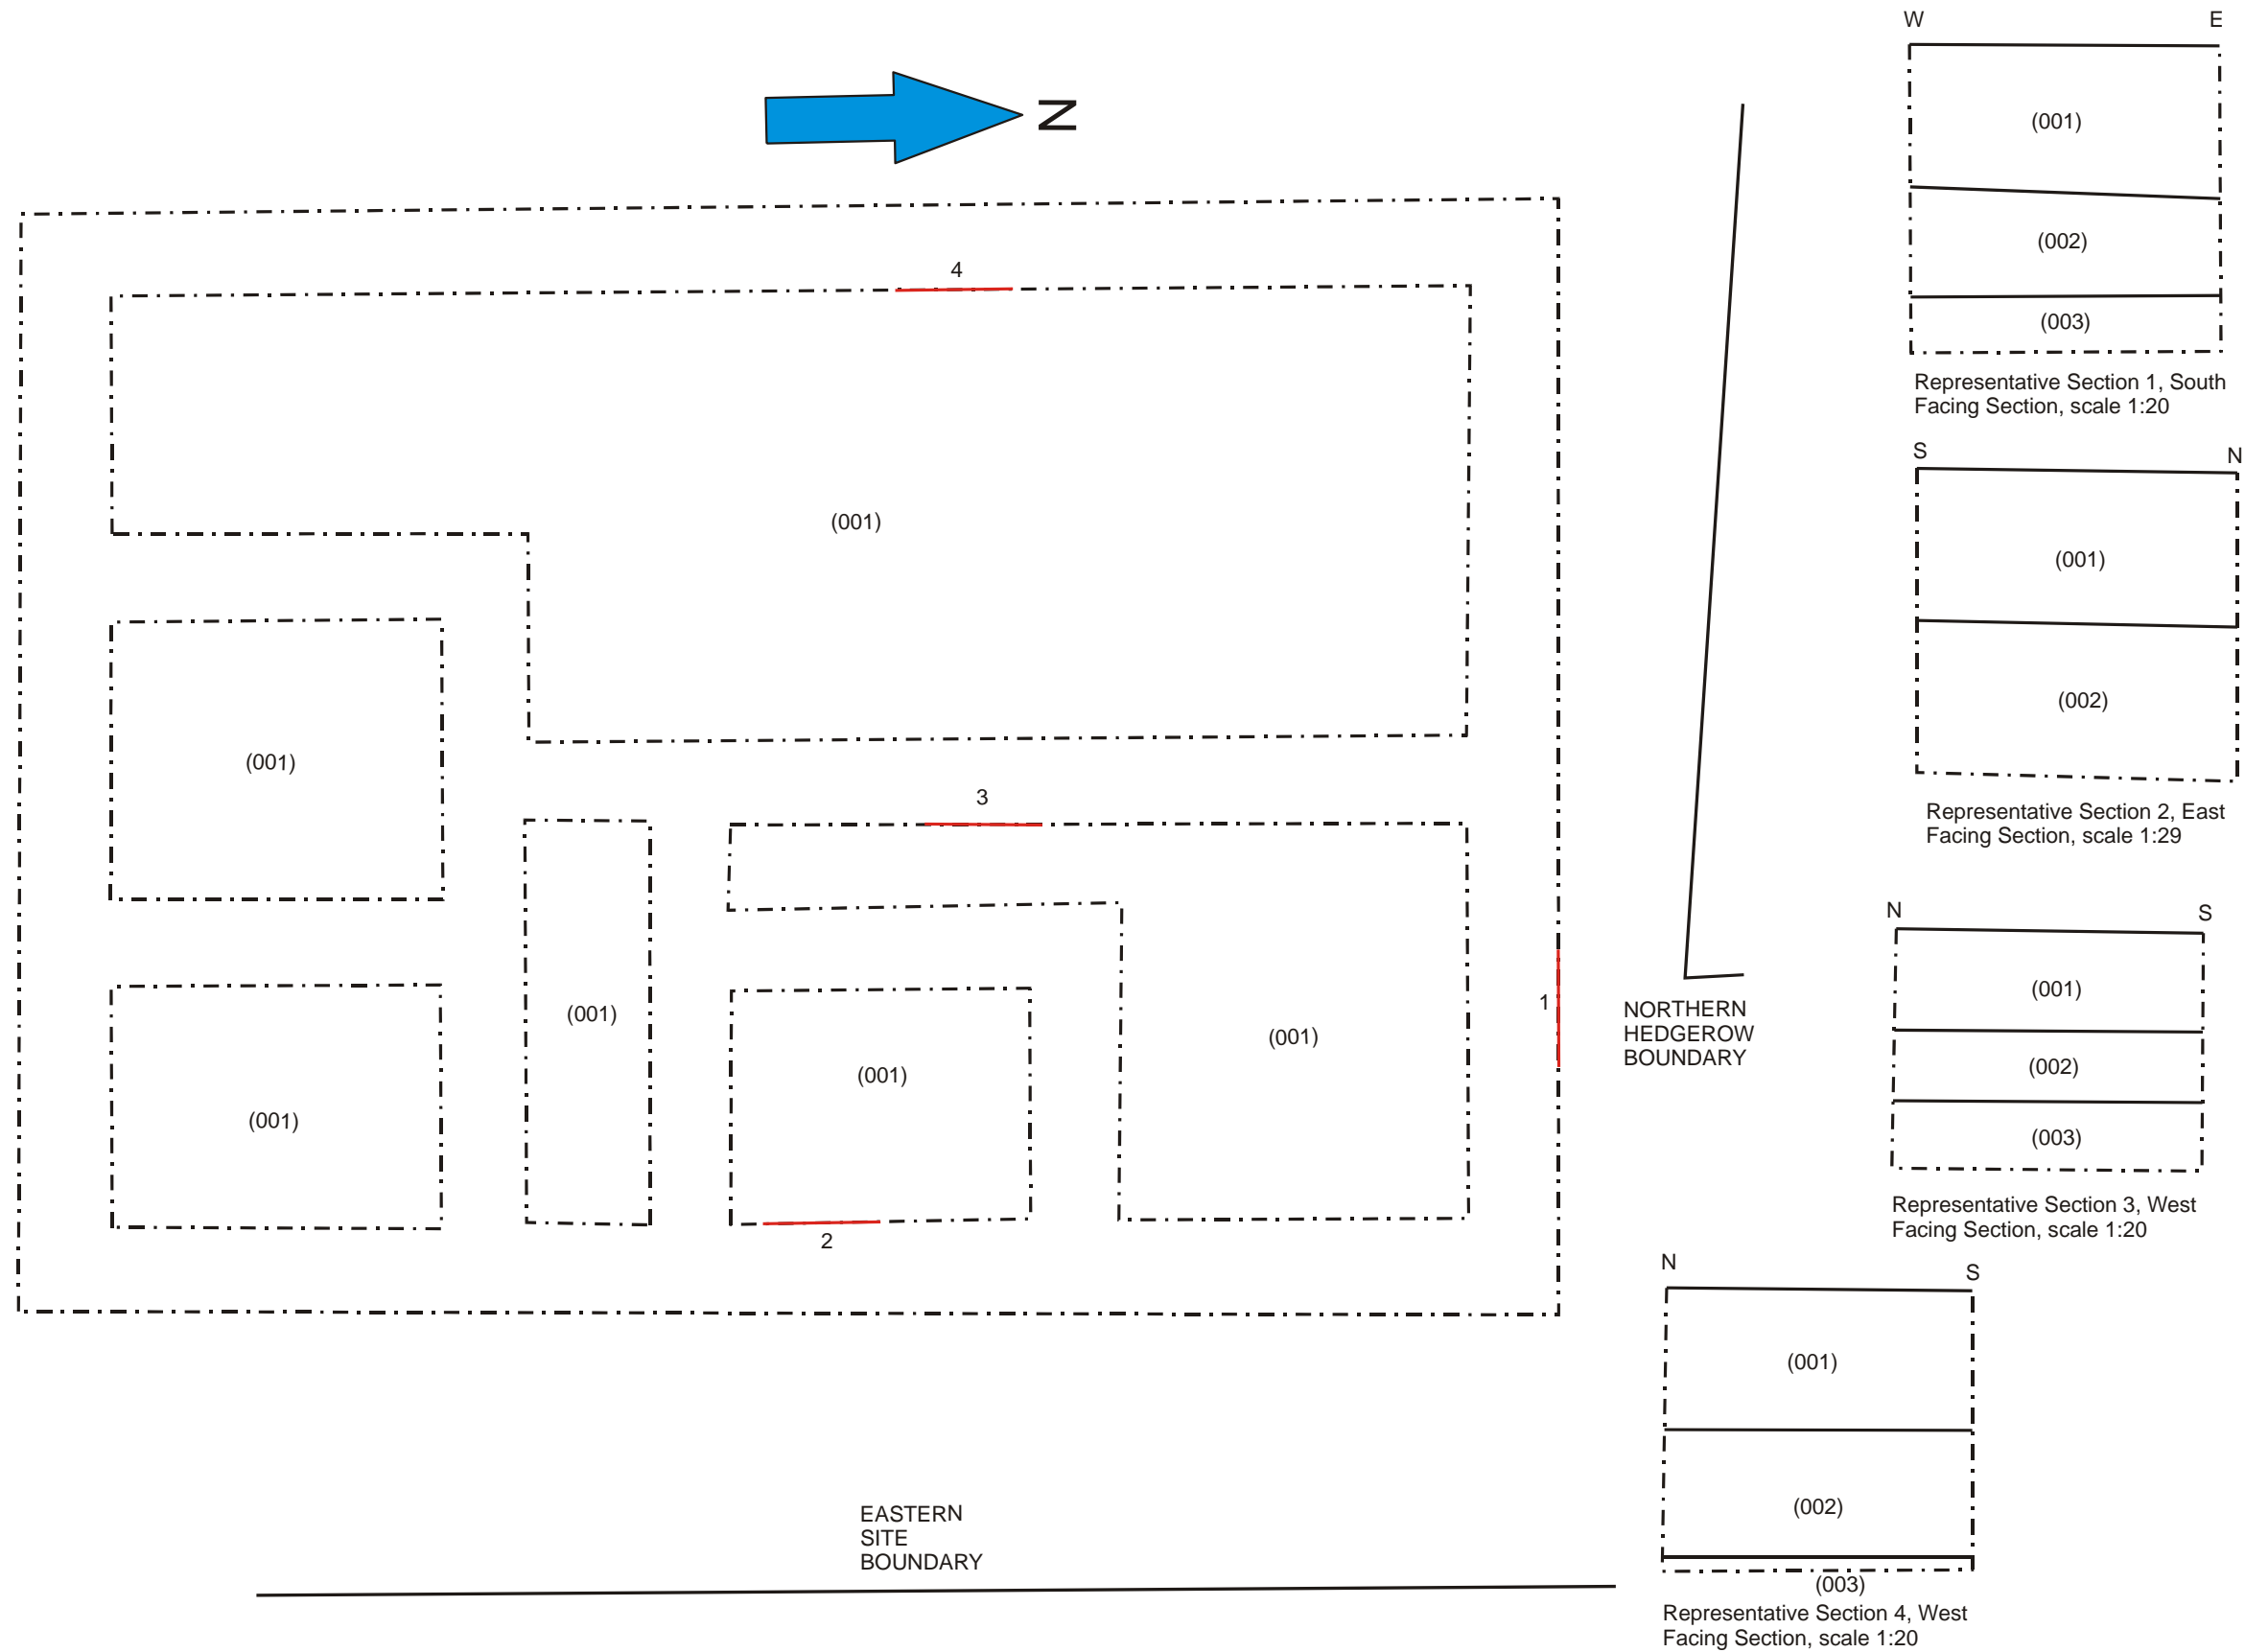 N
4
(001)
(001)
3
(001)
(001)
(001)
(001)
1
2
NORTHERN
HEDGEROW
BOUNDARY
EASTERN
SITE
BOUNDARY
W E
(001)
(002)
(003)
Representative Section 1, South
Facing Section, scale 1:20
S N
(001)
(002)
Representative Section 2, East
Facing Section, scale 1:29
N S
(001)
(002)
(003)
Representative Section 3, West
Facing Section, scale 1:20
N S
(001)
(002)
(003)
Representative Section 4, West
Facing Section, scale 1:20